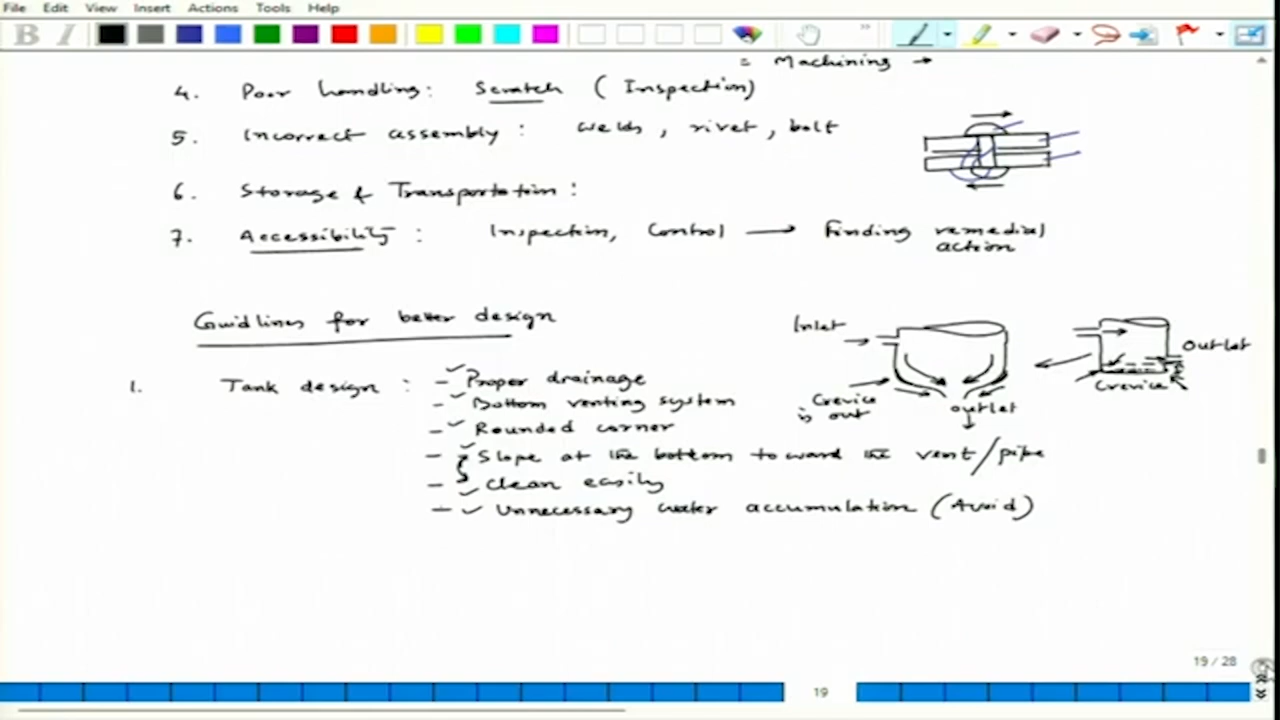 File Edit View Insert Actions Tools Help
B I
= Machining →
4. Poor handling: Scratch (Inspection)
5. Incorrect assembly: welds, rivet, bolt
6. Storage & Transportation:
7. Accessibility: Inspection, Control → Finding remedial action
Guidlines for better design
1. Tank design:
- Proper drainage
- Bottom venting system
- Rounded corner
- Slope at the bottom toward the vent/pipe
- Clean easily
- Unnecessary water accumulation (Avoid)
Inlet
Crevice is out
outlet
outlet
Crevice
19 / 28
19